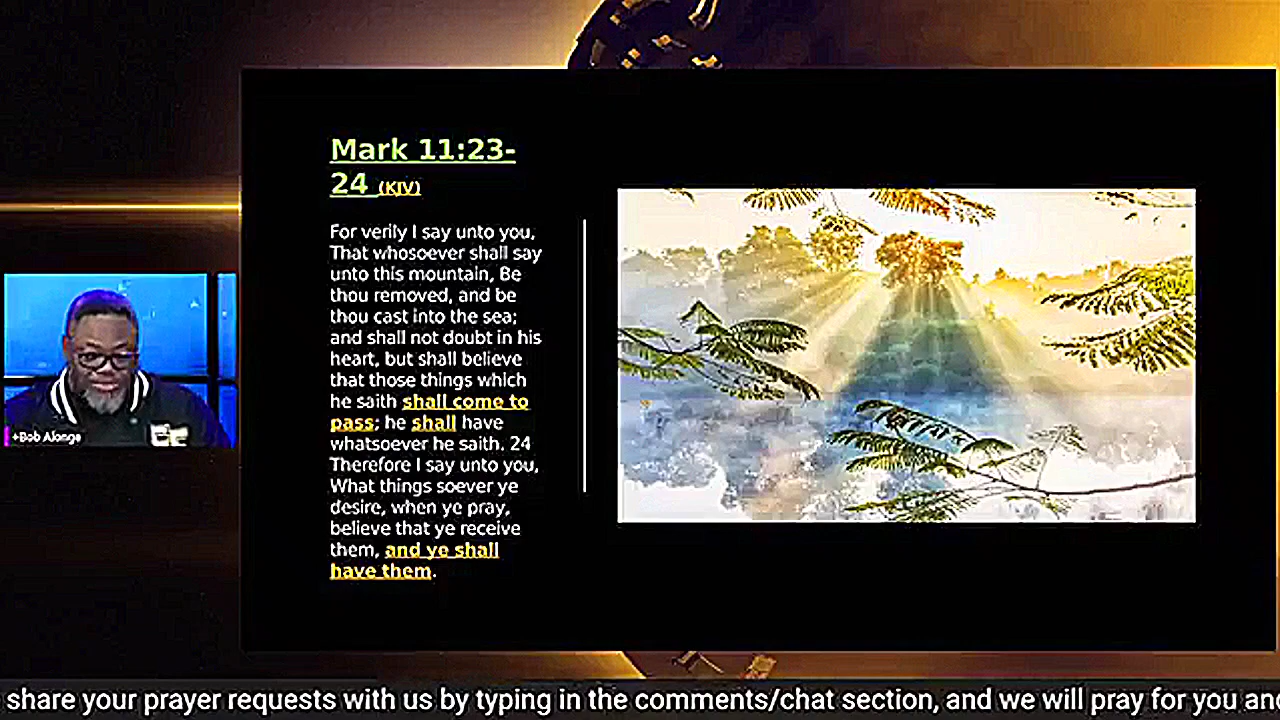 Mark 11:23-
24 (KJV)
For verily I say unto you,
That whosoever shall say
unto this mountain, Be
thou removed, and be
thou cast into the sea;
and shall not doubt in his
heart, but shall believe
that those things which
he saith shall come to
pass; he shall have
whatsoever he saith. 24
Therefore I say unto you,
What things soever ye
desire, when ye pray,
believe that ye receive
them, and ye shall
have them.
+Bob Alonge
share your prayer requests with us by typing in the comments/chat section, and we will pray for you an